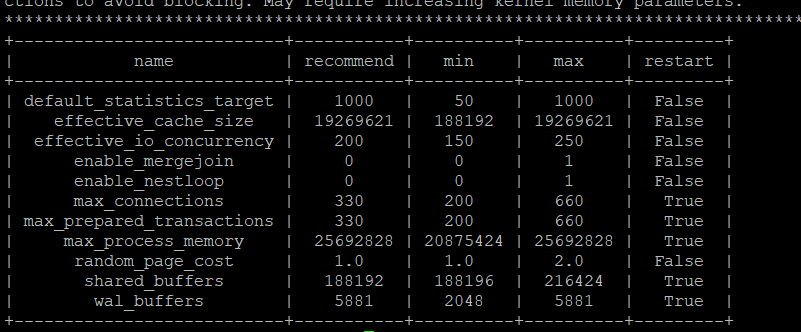 ctions to avoid blocking. May require increasing kernel memory parameters.
********************************************************************************
+---------------------------+-----------+----------+----------+---------+
| name | recommend | min | max | restart |
+---------------------------+-----------+----------+----------+---------+
| default_statistics_target | 1000 | 50 | 1000 | False |
| effective_cache_size | 19269621 | 188192 | 19269621 | False |
| effective_io_concurrency | 200 | 150 | 250 | False |
| enable_mergejoin | 0 | 0 | 1 | False |
| enable_nestloop | 0 | 0 | 1 | False |
| max_connections | 330 | 200 | 660 | True |
| max_prepared_transactions | 330 | 200 | 660 | True |
| max_process_memory | 25692828 | 20875424 | 25692828 | True |
| random_page_cost | 1.0 | 1.0 | 2.0 | False |
| shared_buffers | 188192 | 188196 | 216424 | True |
| wal_buffers | 5881 | 2048 | 5881 | True |
+---------------------------+-----------+----------+----------+---------+